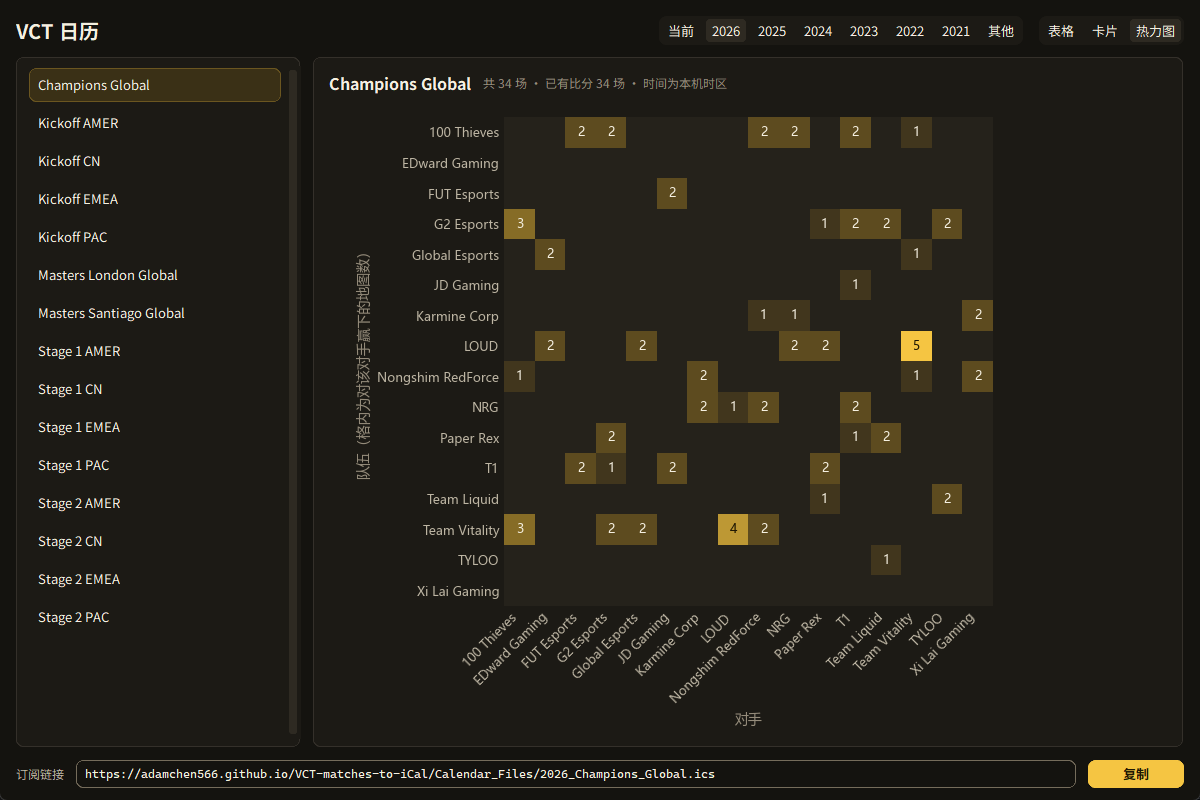 VCT 日历
当前 2026 2025 2024 2023 2022 2021 其他
表格 卡片 热力图
Champions Global
Kickoff AMER
Kickoff CN
Kickoff EMEA
Kickoff PAC
Masters London Global
Masters Santiago Global
Stage 1 AMER
Stage 1 CN
Stage 1 EMEA
Stage 1 PAC
Stage 2 AMER
Stage 2 CN
Stage 2 EMEA
Stage 2 PAC
Champions Global 共 34 场 • 已有比分 34 场 • 时间为本机时区
队伍（格内为对该对手赢下的地图数）
100 Thieves 2 2 2 2 2 1
EDward Gaming
FUT Esports 2
G2 Esports 3 1 2 2 2
Global Esports 2 1
JD Gaming 1
Karmine Corp 1 1 2
LOUD 2 2 2 2 5
Nongshim RedForce 1 2 1 2
NRG 2 1 2 2
Paper Rex 2 1 2
T1 2 1 2 2
Team Liquid 1 2
Team Vitality 3 2 2 4 2
TYLOO 1
Xi Lai Gaming
100 Thieves
EDward Gaming
FUT Esports
G2 Esports
Global Esports
JD Gaming
Karmine Corp
LOUD
Nongshim RedForce
NRG
Paper Rex
T1
Team Liquid
Team Vitality
TYLOO
Xi Lai Gaming
对手
订阅链接 https://adamchen566.github.io/VCT-matches-to-iCal/Calendar_Files/2026_Champions_Global.ics 复制